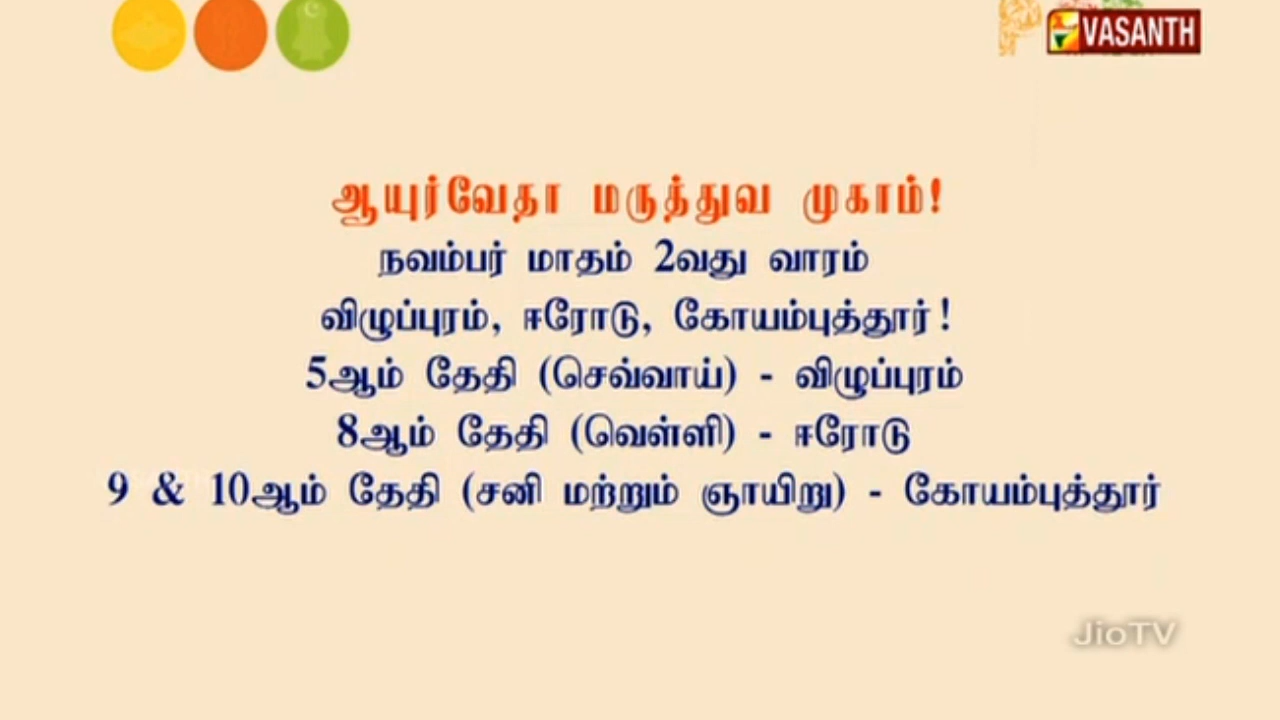 VASANTH
ஆயுர்வேதா மருத்துவ முகாம்!
நவம்பர் மாதம் 2வது வாரம்
விழுப்புரம், ஈரோடு, கோயம்புத்தூர்!
5ஆம் தேதி (செவ்வாய்) - விழுப்புரம்
8ஆம் தேதி (வெள்ளி) - ஈரோடு
9 & 10ஆம் தேதி (சனி மற்றும் ஞாயிறு) - கோயம்புத்தூர்
JioTV